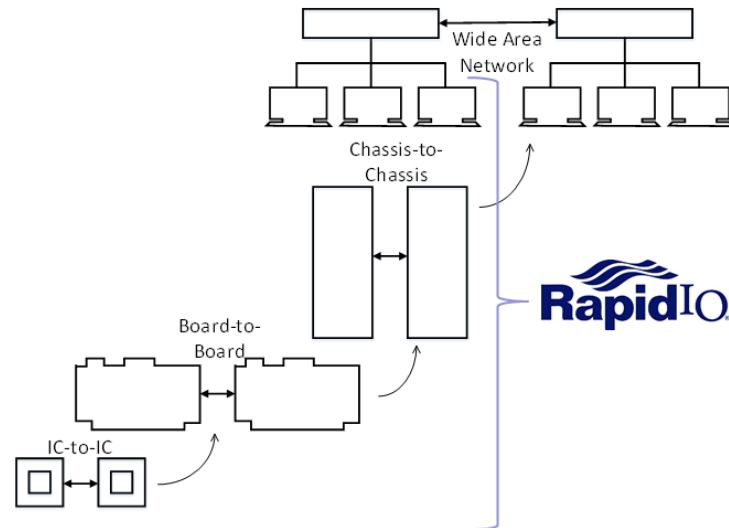 Wide Area
Network
Chassis-to-
Chassis
RapidIO®
Board-to-
Board
IC-to-IC